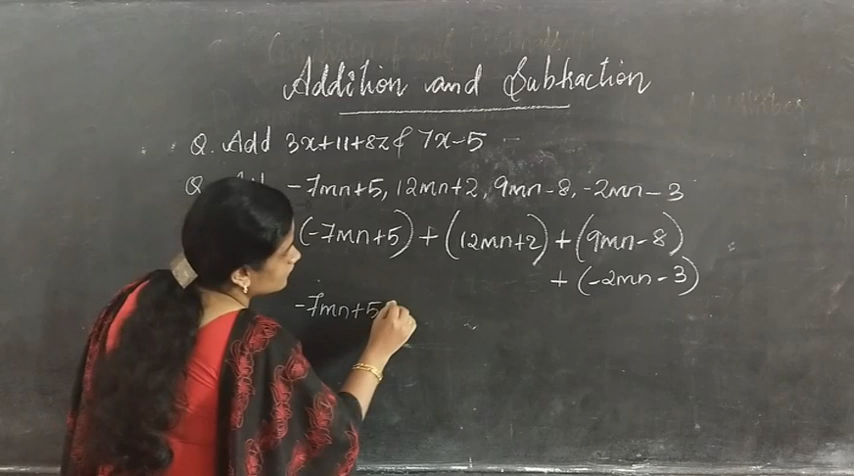 Addition and Subtraction
Q. Add 3x+11+8z & 7x-5
Q. -7mn+5, 12mn+2, 9mn-8, -2mn-3
(-7mn+5) + (12mn+2) + (9mn-8)
+ (-2mn-3)
-7mn+5